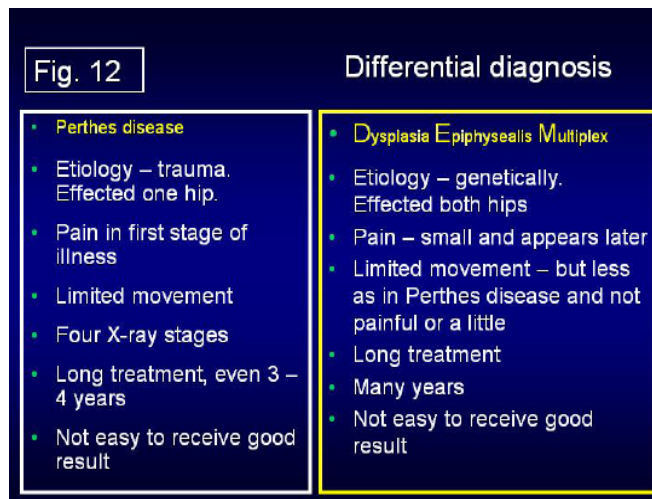 Fig. 12
Differential diagnosis
• Perthes disease
• Etiology – trauma.
Effected one hip.
• Pain in first stage of
illness
• Limited movement
• Four X-ray stages
• Long treatment, even 3 –
4 years
• Not easy to receive good
result
• Dysplasia Epiphysealis Multiplex
• Etiology – genetically.
Effected both hips
• Pain – small and appears later
• Limited movement – but less
as in Perthes disease and not
painful or a little
• Long treatment
• Many years
• Not easy to receive good
result